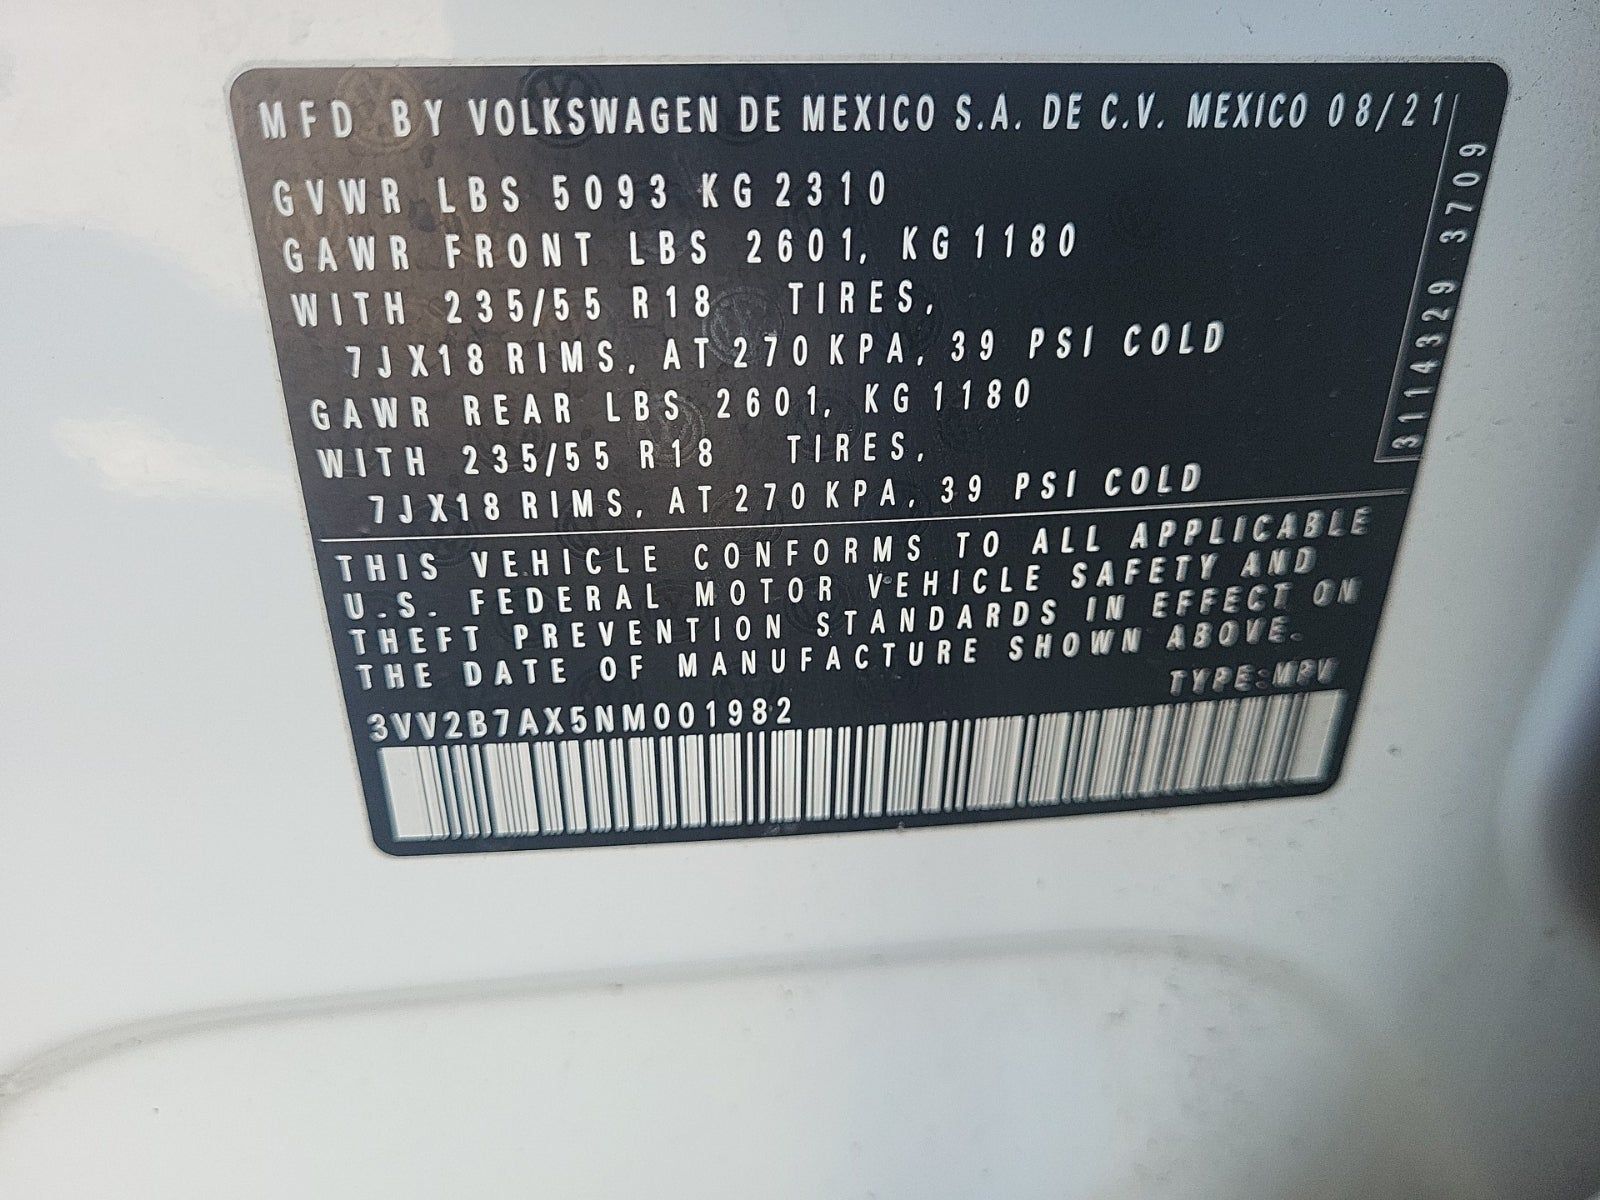 MFD BY VOLKSWAGEN DE MEXICO S.A. DE C.V. MEXICO 08/21
GVWR LBS 5093 KG 2310
GAWR FRONT LBS 2601, KG 1180
WITH 235/55 R18 TIRES,
7JX18 RIMS, AT 270 KPA, 39 PSI COLD
GAWR REAR LBS 2601, KG 1180
WITH 235/55 R18 TIRES,
7JX18 RIMS, AT 270 KPA, 39 PSI COLD
3114329 3709
THIS VEHICLE CONFORMS TO ALL APPLICABLE
U.S. FEDERAL MOTOR VEHICLE SAFETY AND
THEFT PREVENTION STANDARDS IN EFFECT ON
THE DATE OF MANUFACTURE SHOWN ABOVE.
TYPE:MPV
3VV2B7AX5NM001982